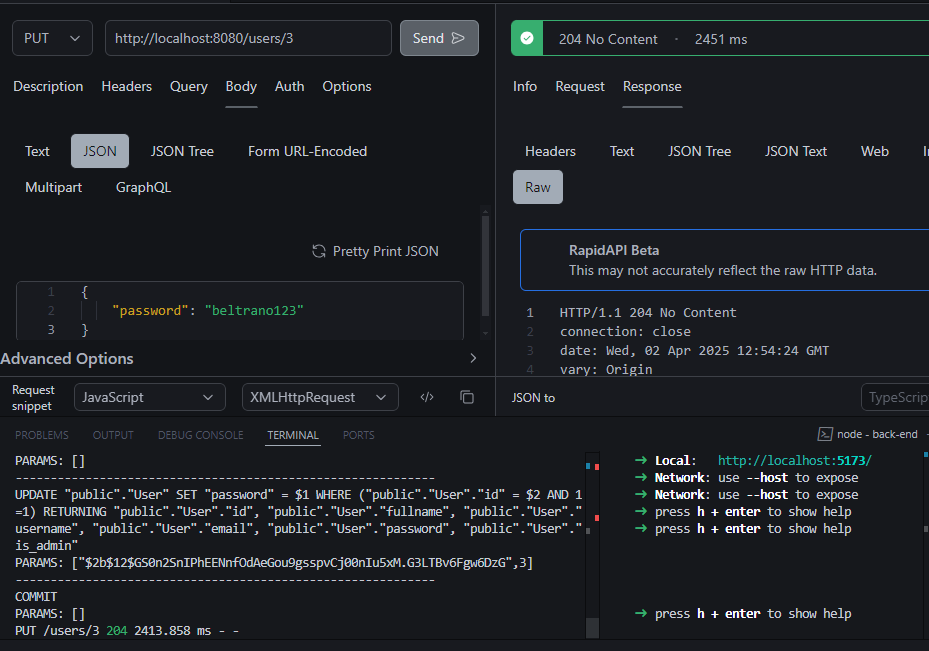 PUT
http://localhost:8080/users/3
Send
204 No Content · 2451 ms
Description Headers Query Body Auth Options
Info Request Response
Text JSON JSON Tree Form URL-Encoded
Multipart GraphQL
Headers Text JSON Tree JSON Text Web
Raw
Pretty Print JSON
RapidAPI Beta
This may not accurately reflect the raw HTTP data.
1 {
2 "password": "beltrano123"
3 }
1 HTTP/1.1 204 No Content
2 connection: close
3 date: Wed, 02 Apr 2025 12:54:24 GMT
4 vary: Origin
Advanced Options
Request
snippet
JavaScript
XMLHttpRequest
</>
JSON to
TypeScrip
PROBLEMS OUTPUT DEBUG CONSOLE TERMINAL PORTS
node - back-end
PARAMS: []
------------------------------------------------------------
UPDATE "public"."User" SET "password" = $1 WHERE ("public"."User"."id" = $2 AND 1
=1) RETURNING "public"."User"."id", "public"."User"."fullname", "public"."User"."
username", "public"."User"."email", "public"."User"."password", "public"."User"."
is_admin"
PARAMS: ["$2b$12$GS0n2SnIPhEENnfOdAeGou9gsspvCj00nIu5xM.G3LTBv6Fgw6DzG",3]
------------------------------------------------------------
COMMIT
PARAMS: []
PUT /users/3 204 2413.858 ms - -
➜ Local: http://localhost:5173/
➜ Network: use --host to expose
➜ Network: use --host to expose
➜ press h + enter to show help
➜ press h + enter to show help
➜ press h + enter to show help